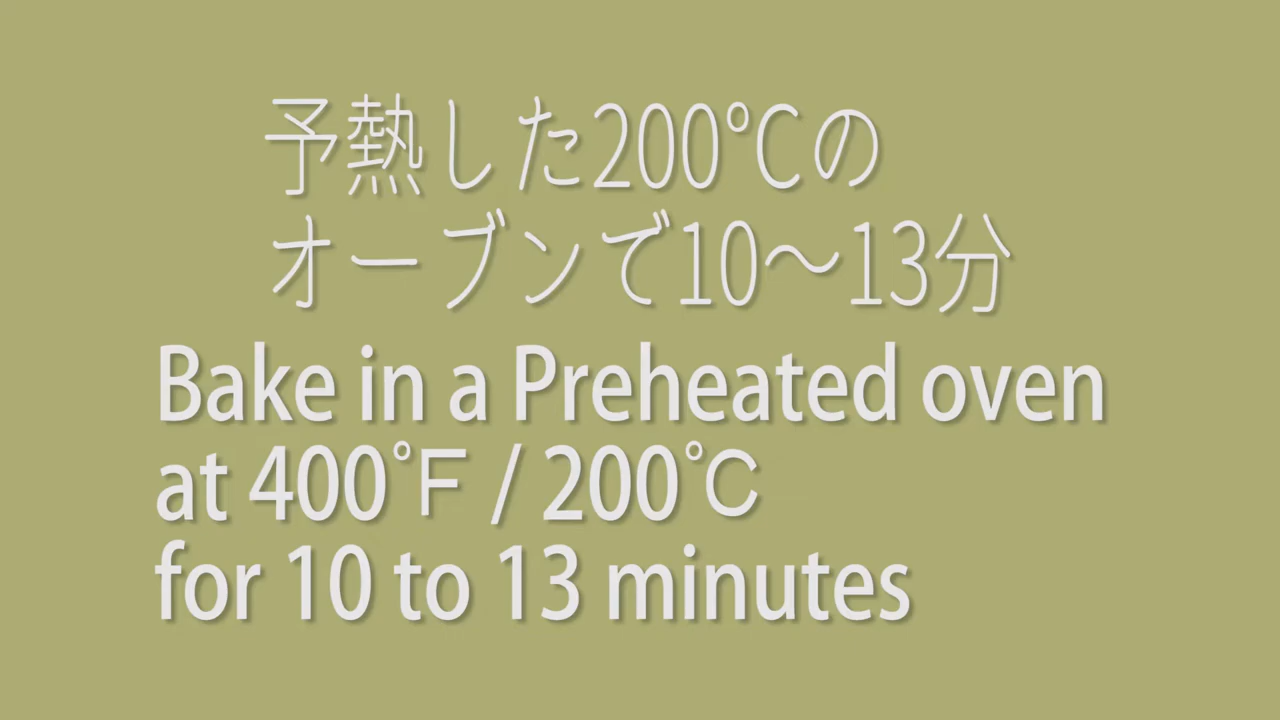 予熱した200℃の
オーブンで10～13分
Bake in a Preheated oven
at 400℉ / 200℃
for 10 to 13 minutes